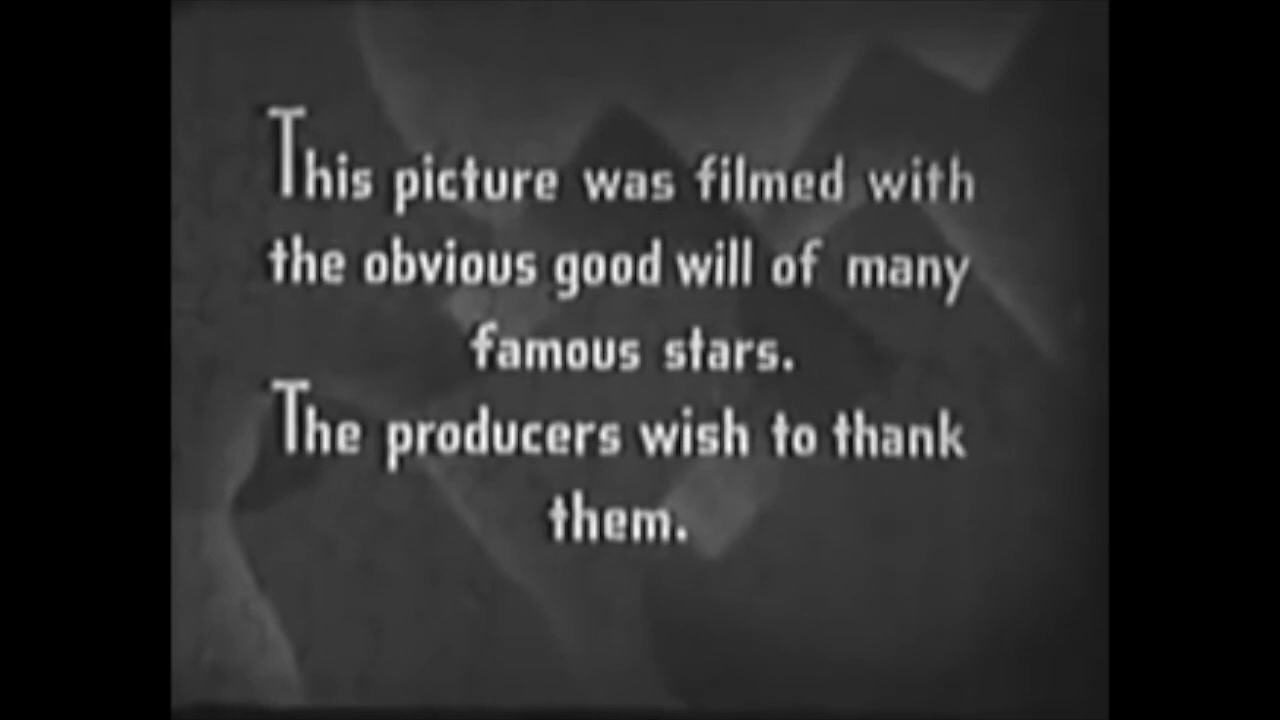 This picture was filmed with
the obvious good will of many
famous stars.
The producers wish to thank
them.